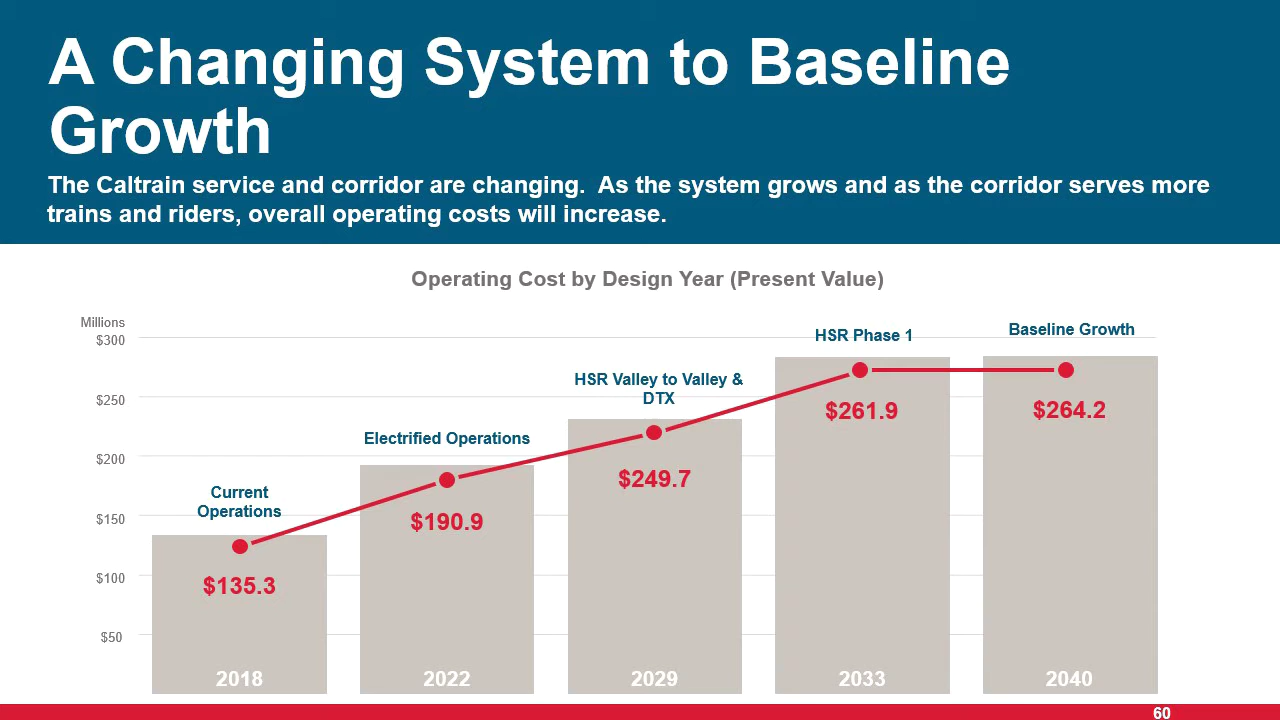 A Changing System to Baseline
Growth
The Caltrain service and corridor are changing.  As the system grows and as the corridor serves more
trains and riders, overall operating costs will increase.
Operating Cost by Design Year (Present Value)
Millions
$300
$250
$200
$150
$100
$50
Current
Operations
$135.3
2018
Electrified Operations
$190.9
2022
HSR Valley to Valley &
DTX
$249.7
2029
HSR Phase 1
$261.9
2033
Baseline Growth
$264.2
2040
60